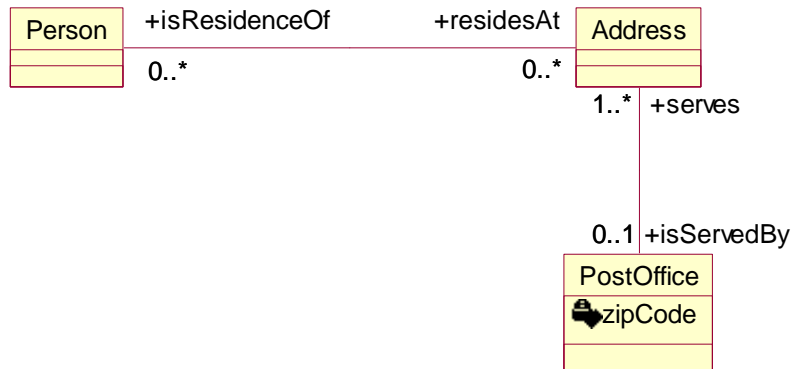 Person +isResidenceOf +residesAt Address
0..* 0..*
1..* +serves
0..1 +isServedBy
PostOffice
zipCode